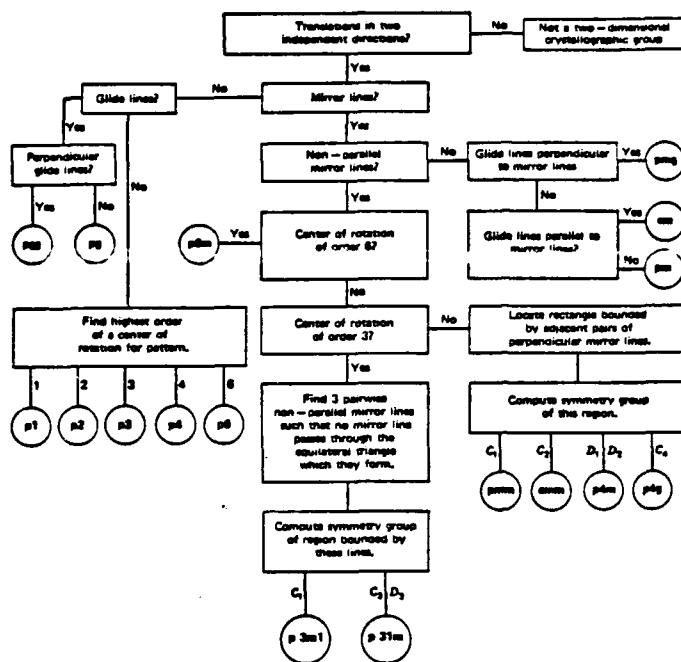 Translations in two
independent directions?
No
Not a two-dimensional
crystallographic group
Yes
Glide lines?
No
Mirror lines?
Yes
Yes
No
Perpendicular
glide lines?
Non-parallel
mirror lines?
No
Glide lines perpendicular
to mirror lines
Yes
pmg
Yes
No
Yes
No
pgg
pg
p6m
Yes
Center of rotation
of order 6?
Glide lines parallel to
mirror lines?
Yes
cm
No
pm
No
Find highest order
of a center of
rotation for pattern.
Center of rotation
of order 3?
No
Locate rectangle bounded
by adjacent pairs of
perpendicular mirror lines.
1
2
3
4
6
Yes
p1
p2
p3
p4
p6
Find 3 pairwise
non-parallel mirror lines
such that no mirror line
passes through the
equilateral triangle
which they form.
Compute symmetry group
of this region.
C₁
C₂
D₁
D₂
C₄
pmm
cmm
p4m
p4g
Compute symmetry group
of region bounded by
these lines.
C₁
C₃
D₃
p 3m1
p 31m